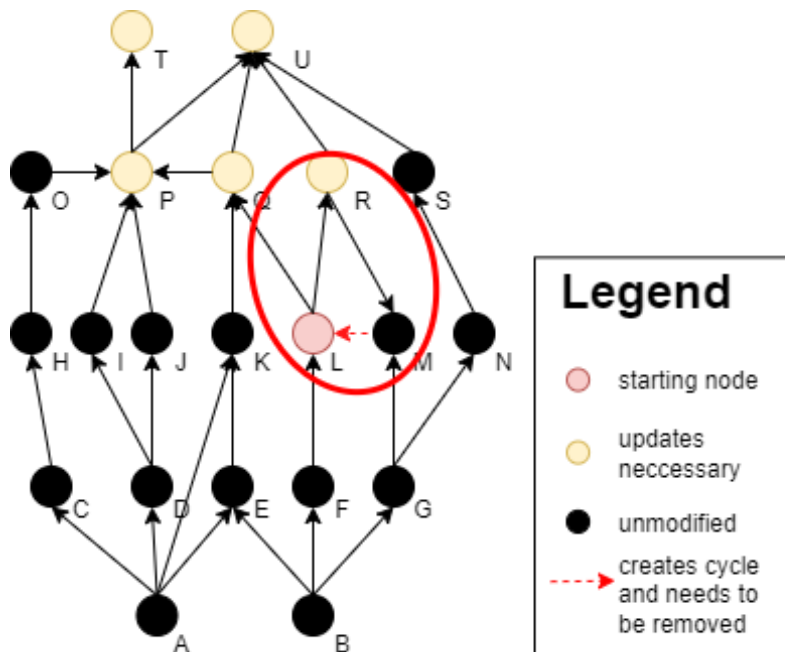 T
U
O
P
Q
R
S
H
I
J
K
L
M
N
C
D
E
F
G
A
B
Legend
starting node
updates
neccessary
unmodified
creates cycle
and needs to
be removed